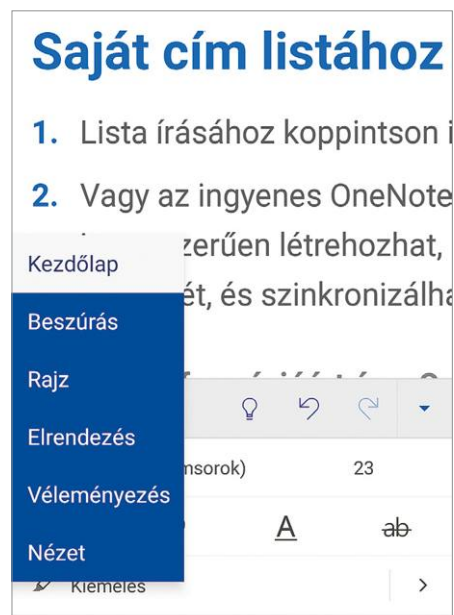 Saját cím listához
1. Lista írásához koppintson
2. Vagy az ingyenes OneNote
zerűen létrehozhat,
ét, és szinkronizálha
Kezdőlap
Beszúrás
Rajz
Elrendezés
Véleményezés
Nézet
msorok) 23
A ab
Kiemelés